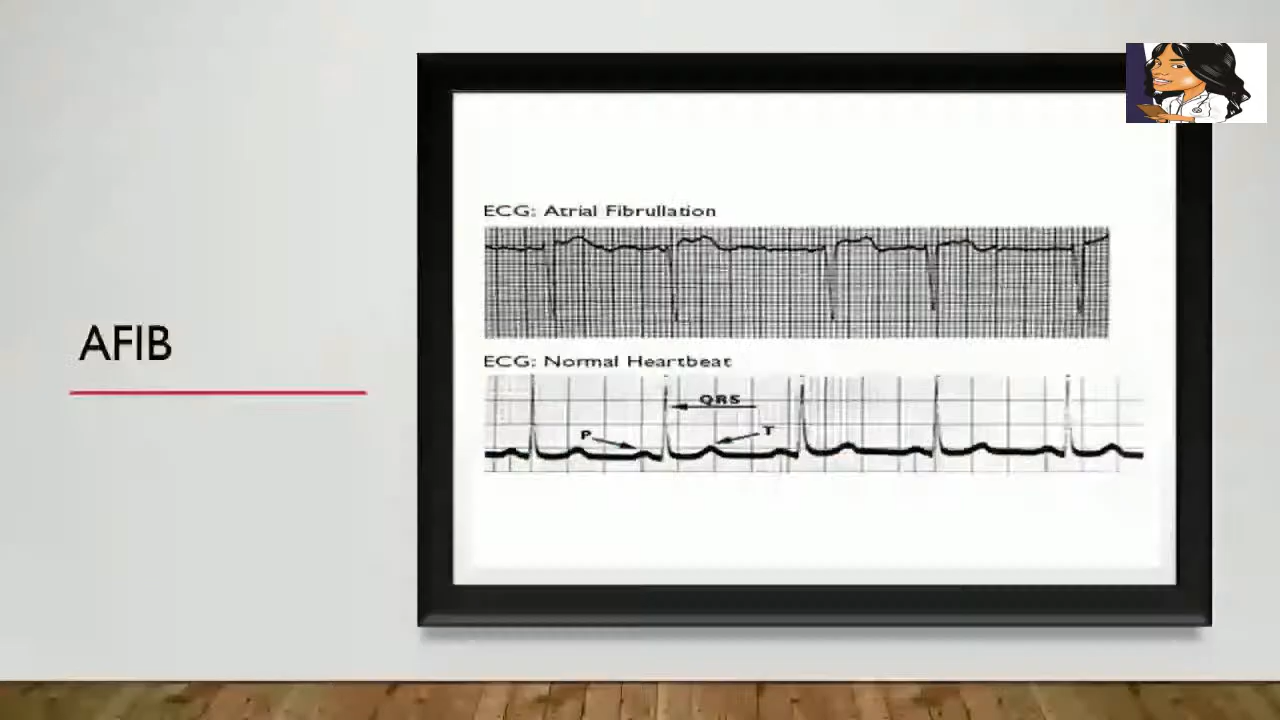 AFIB
ECG: Atrial Fibrullation
ECG: Normal Heartbeat
QRS
P
T